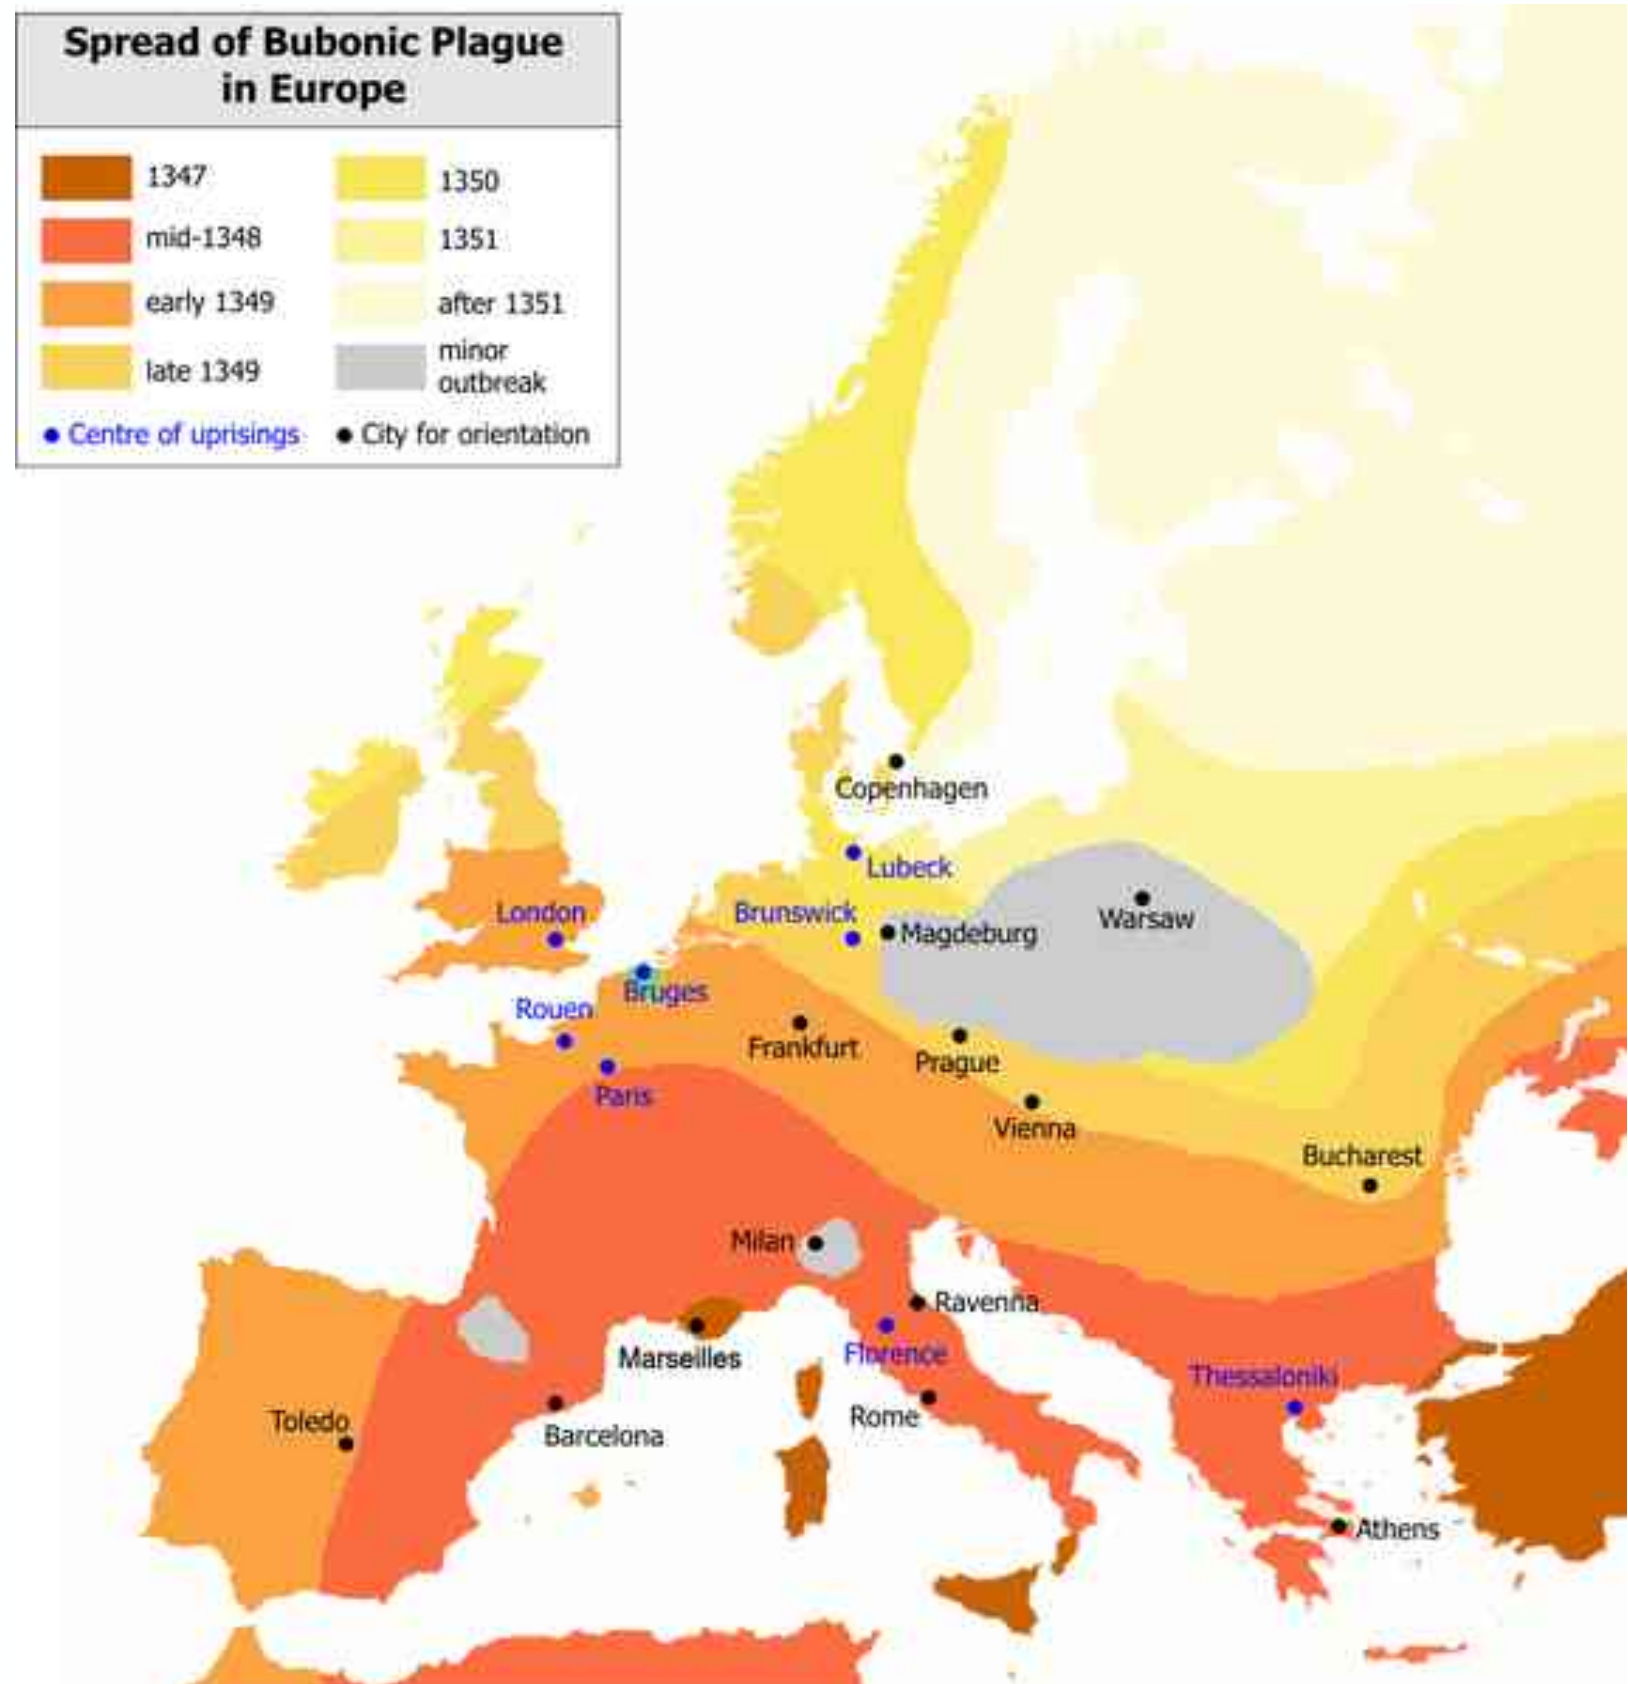 Spread of Bubonic Plague
in Europe
1347
mid-1348
early 1349
late 1349
1350
1351
after 1351
minor
outbreak
Centre of uprisings
City for orientation
Copenhagen
Lubeck
Brunswick
Magdeburg
Warsaw
London
Bruges
Rouen
Frankfurt
Prague
Paris
Vienna
Bucharest
Milan
Ravenna
Marseilles
Florence
Thessaloniki
Toledo
Rome
Barcelona
Athens